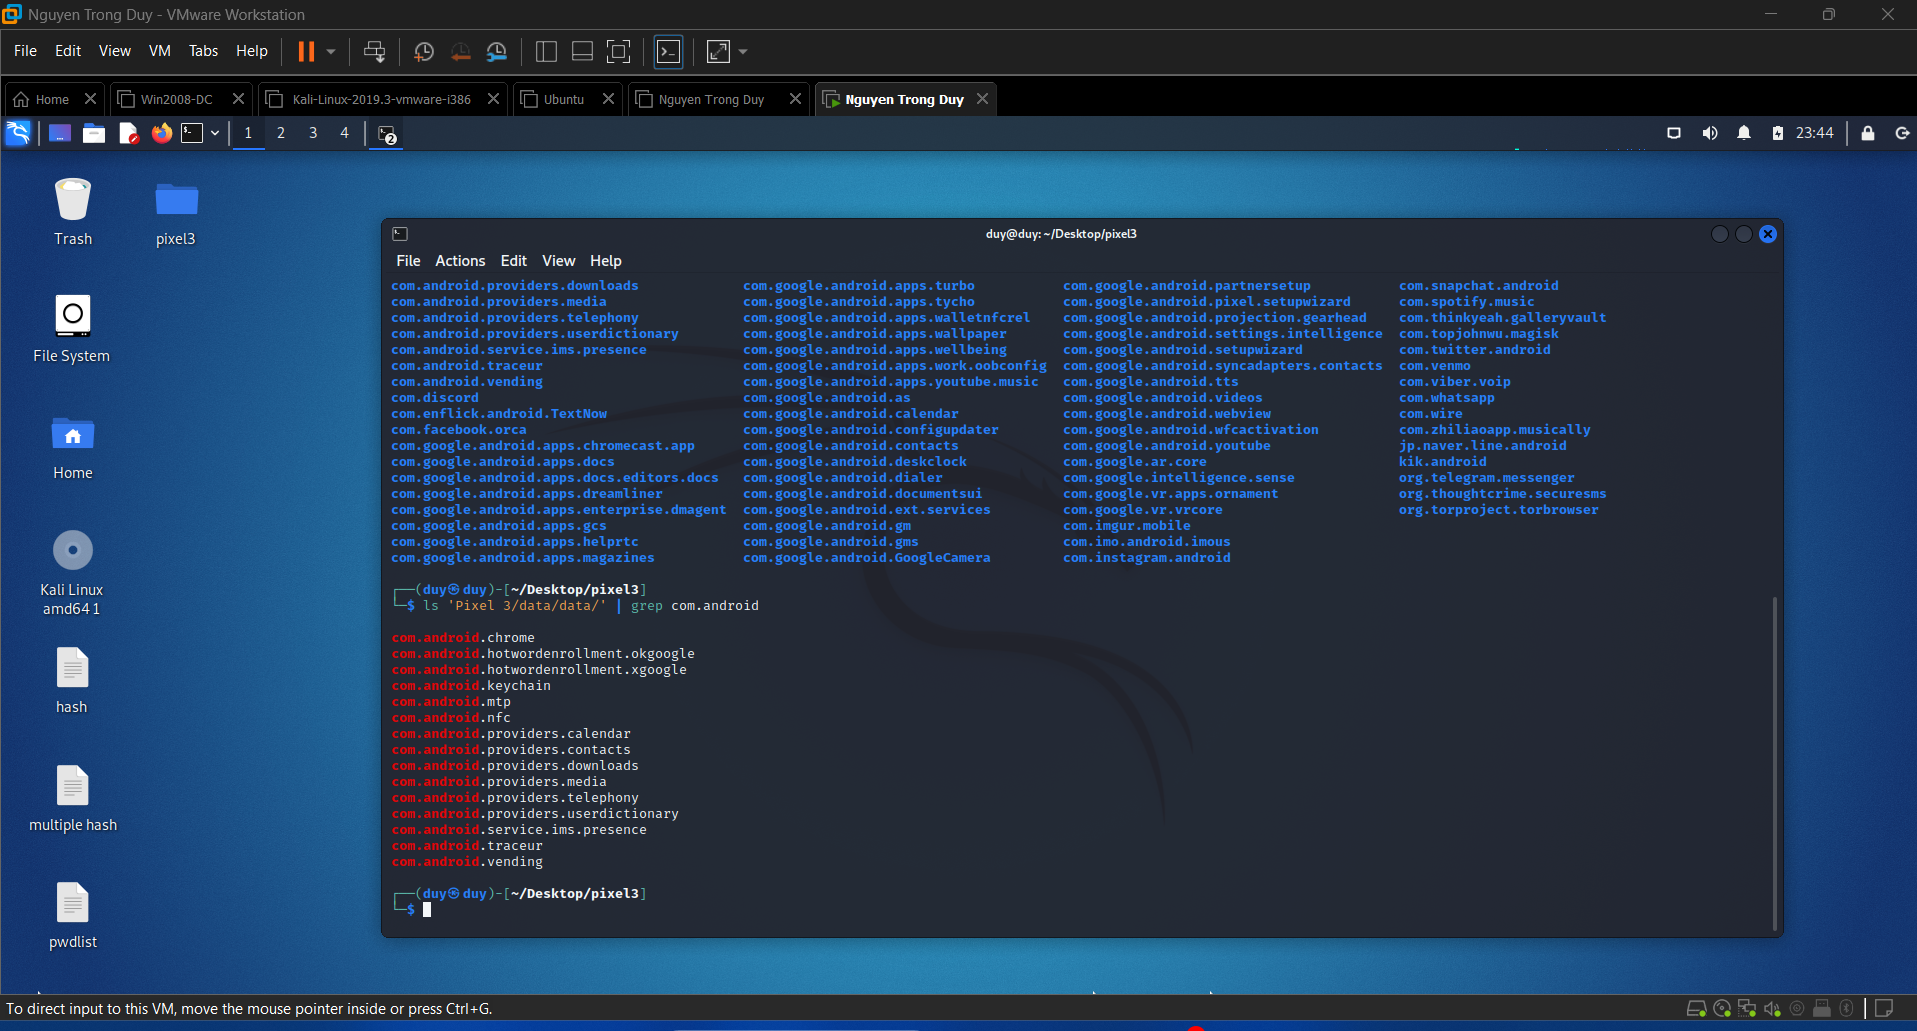 Nguyen Trong Duy - VMware Workstation
File Edit View VM Tabs Help
Home Win2008-DC Kali-Linux-2019.3-vmware-i386 Ubuntu Nguyen Trong Duy Nguyen Trong Duy
1 2 3 4 2 23:44
Trash
pixel3
File System
Home
Kali Linux
amd64 1
hash
multiple hash
pwdlist
duy@duy: ~/Desktop/pixel3
File Actions Edit View Help
com.android.providers.downloads com.google.android.apps.turbo com.google.android.partnersetup com.snapchat.android
com.android.providers.media com.google.android.apps.tycho com.google.android.pixel.setupwizard com.spotify.music
com.android.providers.telephony com.google.android.apps.walletnfcrel com.google.android.projection.gearhead com.thinkyeah.galleryvault
com.android.providers.userdictionary com.google.android.apps.wallpaper com.google.android.settings.intelligence com.topjohnwu.magisk
com.android.service.ims.presence com.google.android.apps.wellbeing com.google.android.setupwizard com.twitter.android
com.android.traceur com.google.android.apps.work.oobconfig com.google.android.syncadapters.contacts com.venmo
com.android.vending com.google.android.apps.youtube.music com.google.android.tts com.viber.voip
com.discord com.google.android.as com.google.android.videos com.whatsapp
com.enflick.android.TextNow com.google.android.calendar com.google.android.webview com.wire
com.facebook.orca com.google.android.configupdater com.google.android.wfcactivation com.zhiliaoapp.musically
com.google.android.apps.chromecast.app com.google.android.contacts com.google.android.youtube jp.naver.line.android
com.google.android.apps.docs com.google.android.deskclock com.google.ar.core kik.android
com.google.android.apps.docs.editors.docs com.google.android.dialer com.google.intelligence.sense org.telegram.messenger
com.google.android.apps.dreamliner com.google.android.documentsui com.google.vr.apps.ornament org.thoughtcrime.securesms
com.google.android.apps.enterprise.dmagent com.google.android.ext.services com.google.vr.vrcore org.torproject.torbrowser
com.google.android.apps.gcs com.google.android.gm com.imgur.mobile
com.google.android.apps.helprtc com.google.android.gms com.imo.android.imous
com.google.android.apps.magazines com.google.android.GoogleCamera com.instagram.android
┌──(duy㉿duy)-[~/Desktop/pixel3]
└─$ ls 'Pixel 3/data/data/' | grep com.android
com.android.chrome
com.android.hotwordenrollment.okgoogle
com.android.hotwordenrollment.xgoogle
com.android.keychain
com.android.mtp
com.android.nfc
com.android.providers.calendar
com.android.providers.contacts
com.android.providers.downloads
com.android.providers.media
com.android.providers.telephony
com.android.providers.userdictionary
com.android.service.ims.presence
com.android.traceur
com.android.vending
┌──(duy㉿duy)-[~/Desktop/pixel3]
└─$
To direct input to this VM, move the mouse pointer inside or press Ctrl+G.